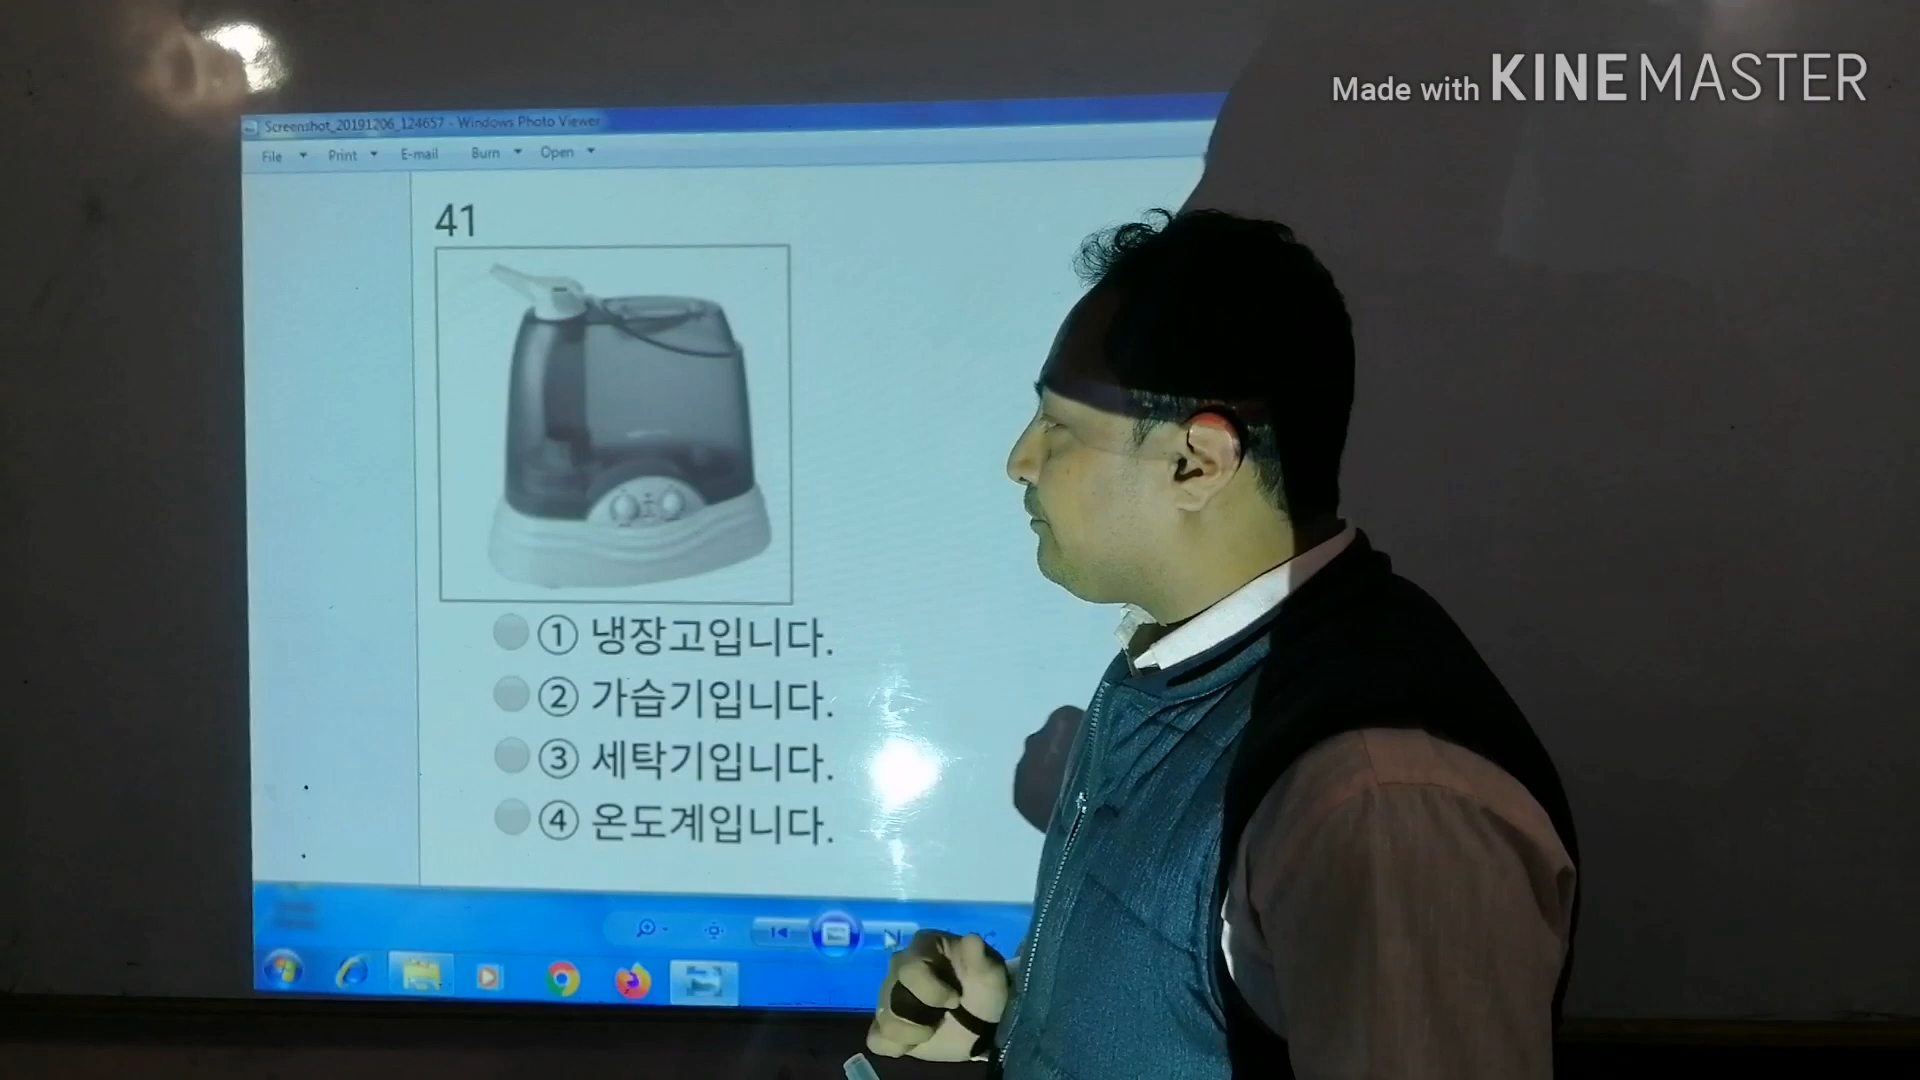 Made with KINEMASTER
Screenshot_20191206_124657 - Windows Photo Viewer
File Print E-mail Burn Open
41
① 냉장고입니다.
② 가습기입니다.
③ 세탁기입니다.
④ 온도계입니다.